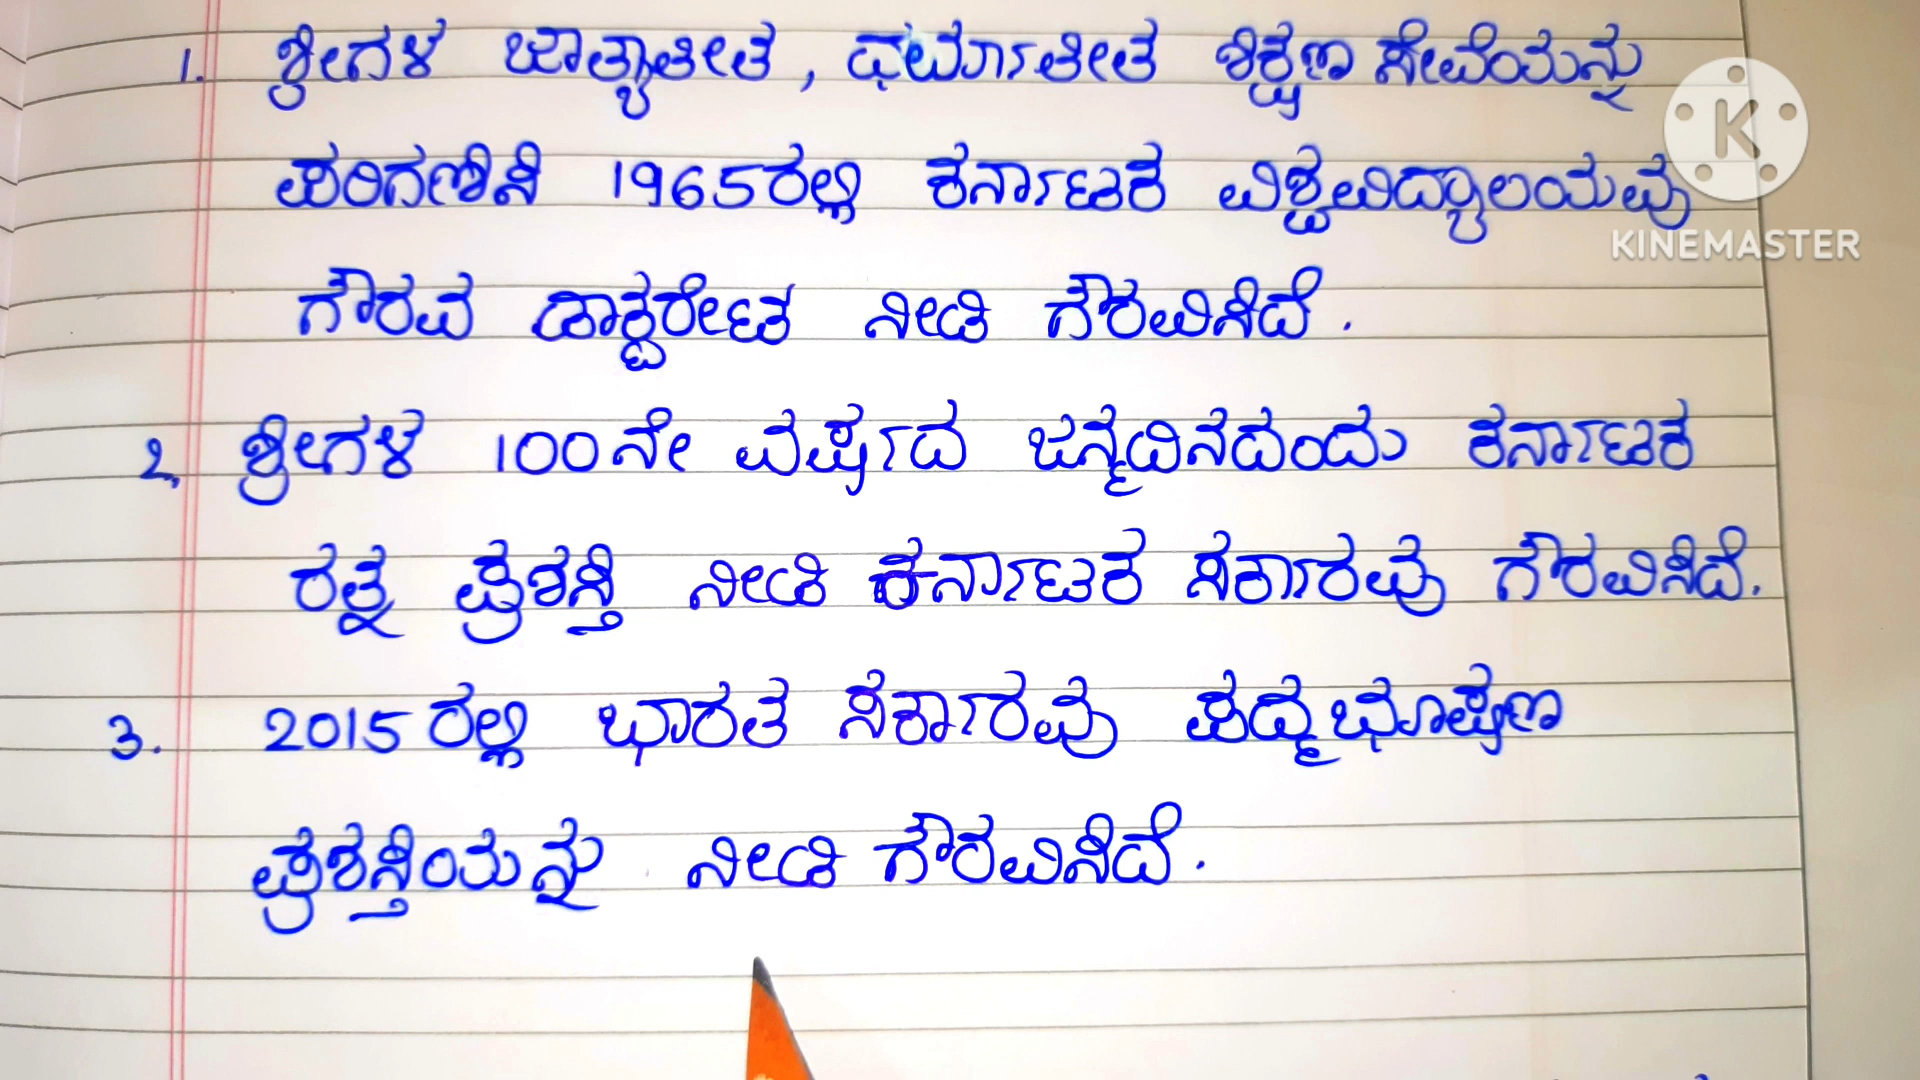 1. ಶ್ರೀಗಳ ಜಾತ್ಯಾತೀತ, ಧರ್ಮಾತೀತ ಶಿಕ್ಷಣ ಸೇವೆಯನ್ನು
ಪರಿಗಣಿಸಿ 1965ರಲ್ಲಿ ಕರ್ನಾಟಕ ವಿಶ್ವವಿದ್ಯಾಲಯವು
KINEMASTER
ಗೌರವ ಡಾಕ್ಟರೇಟ ನೀಡಿ ಗೌರವಿಸಿದೆ.
2. ಶ್ರೀಗಳ 100ನೇ ವರ್ಷದ ಜನ್ಮದಿನದಂದು ಕರ್ನಾಟಕ
ರತ್ನ ಪ್ರಶಸ್ತಿ ನೀಡಿ ಕರ್ನಾಟಕ ಸರ್ಕಾರವು ಗೌರವಿಸಿದೆ.
3. 2015 ರಲ್ಲಿ ಭಾರತ ಸರ್ಕಾರವು ಪದ್ಮಭೂಷಣ
ಪ್ರಶಸ್ತಿಯನ್ನು ನೀಡಿ ಗೌರವಿಸಿದೆ.